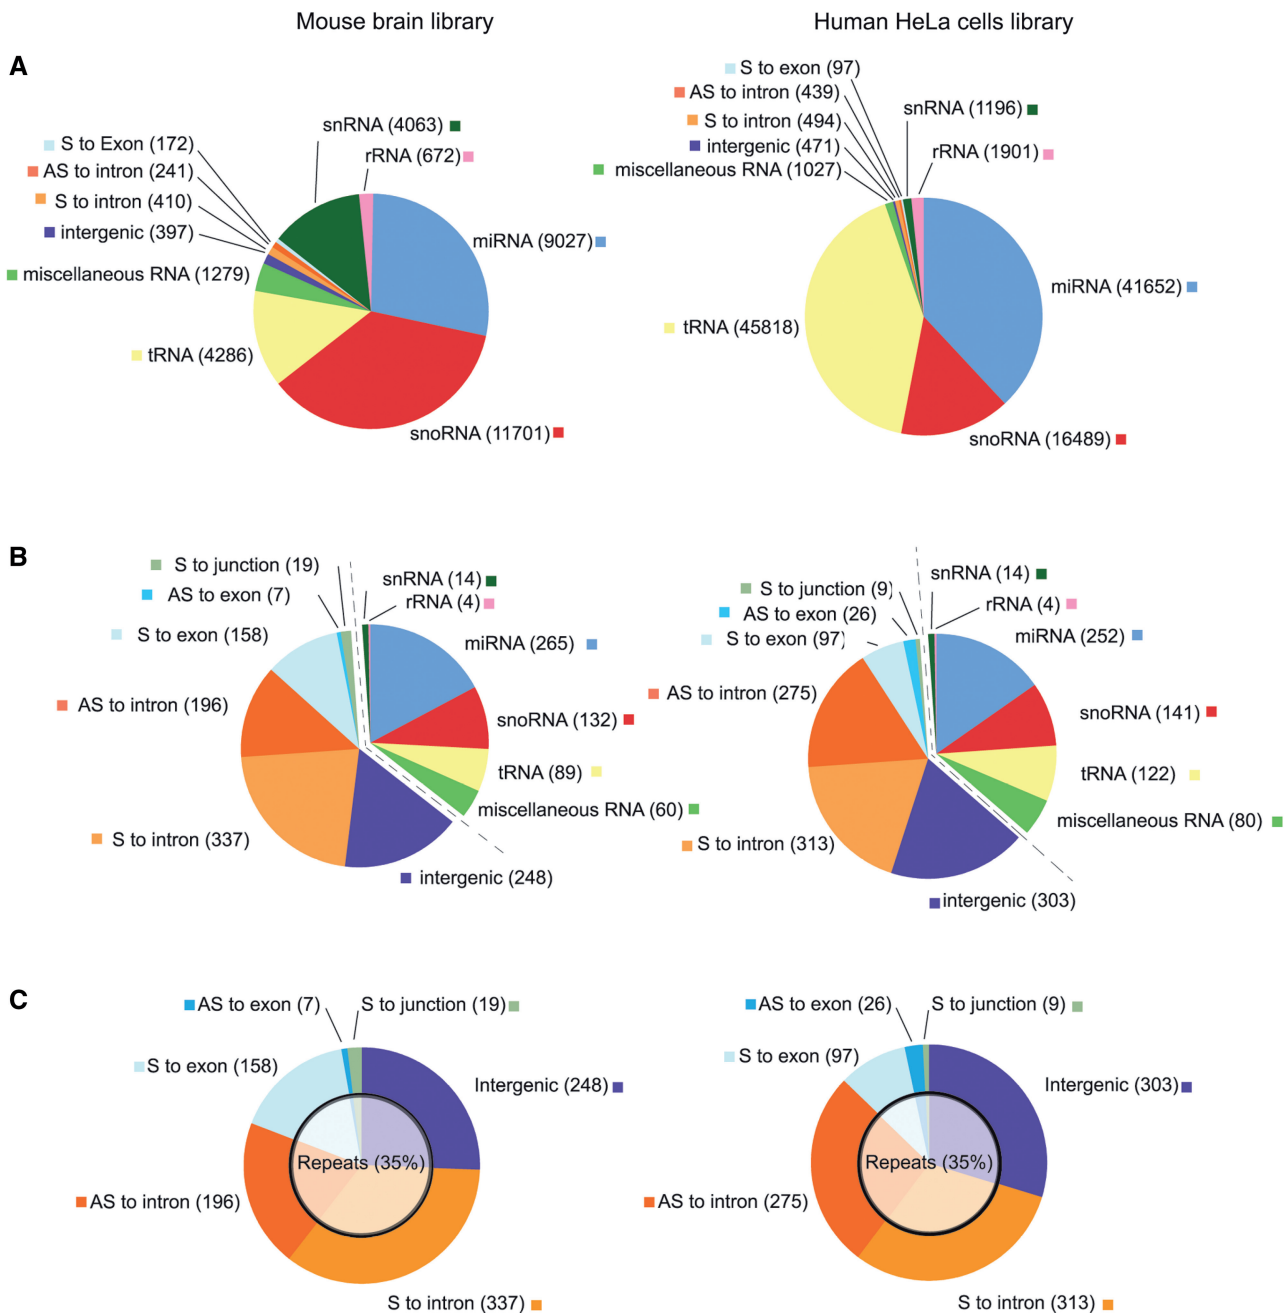 Mouse brain library
Human HeLa cells library
A
S to Exon (172)
AS to intron (241)
S to intron (410)
intergenic (397)
miscellaneous RNA (1279)
tRNA (4286)
snRNA (4063)
rRNA (672)
miRNA (9027)
snoRNA (11701)
S to exon (97)
AS to intron (439)
S to intron (494)
intergenic (471)
miscellaneous RNA (1027)
tRNA (45818)
snRNA (1196)
rRNA (1901)
miRNA (41652)
snoRNA (16489)
B
S to junction (19)
AS to exon (7)
S to exon (158)
AS to intron (196)
S to intron (337)
intergenic (248)
snRNA (14)
rRNA (4)
miRNA (265)
snoRNA (132)
tRNA (89)
miscellaneous RNA (60)
S to junction (9)
AS to exon (26)
S to exon (97)
AS to intron (275)
S to intron (313)
intergenic (303)
snRNA (14)
rRNA (4)
miRNA (252)
snoRNA (141)
tRNA (122)
miscellaneous RNA (80)
C
AS to exon (7)
S to junction (19)
S to exon (158)
Intergenic (248)
Repeats (35%)
AS to intron (196)
S to intron (337)
AS to exon (26)
S to junction (9)
S to exon (97)
Intergenic (303)
Repeats (35%)
AS to intron (275)
S to intron (313)